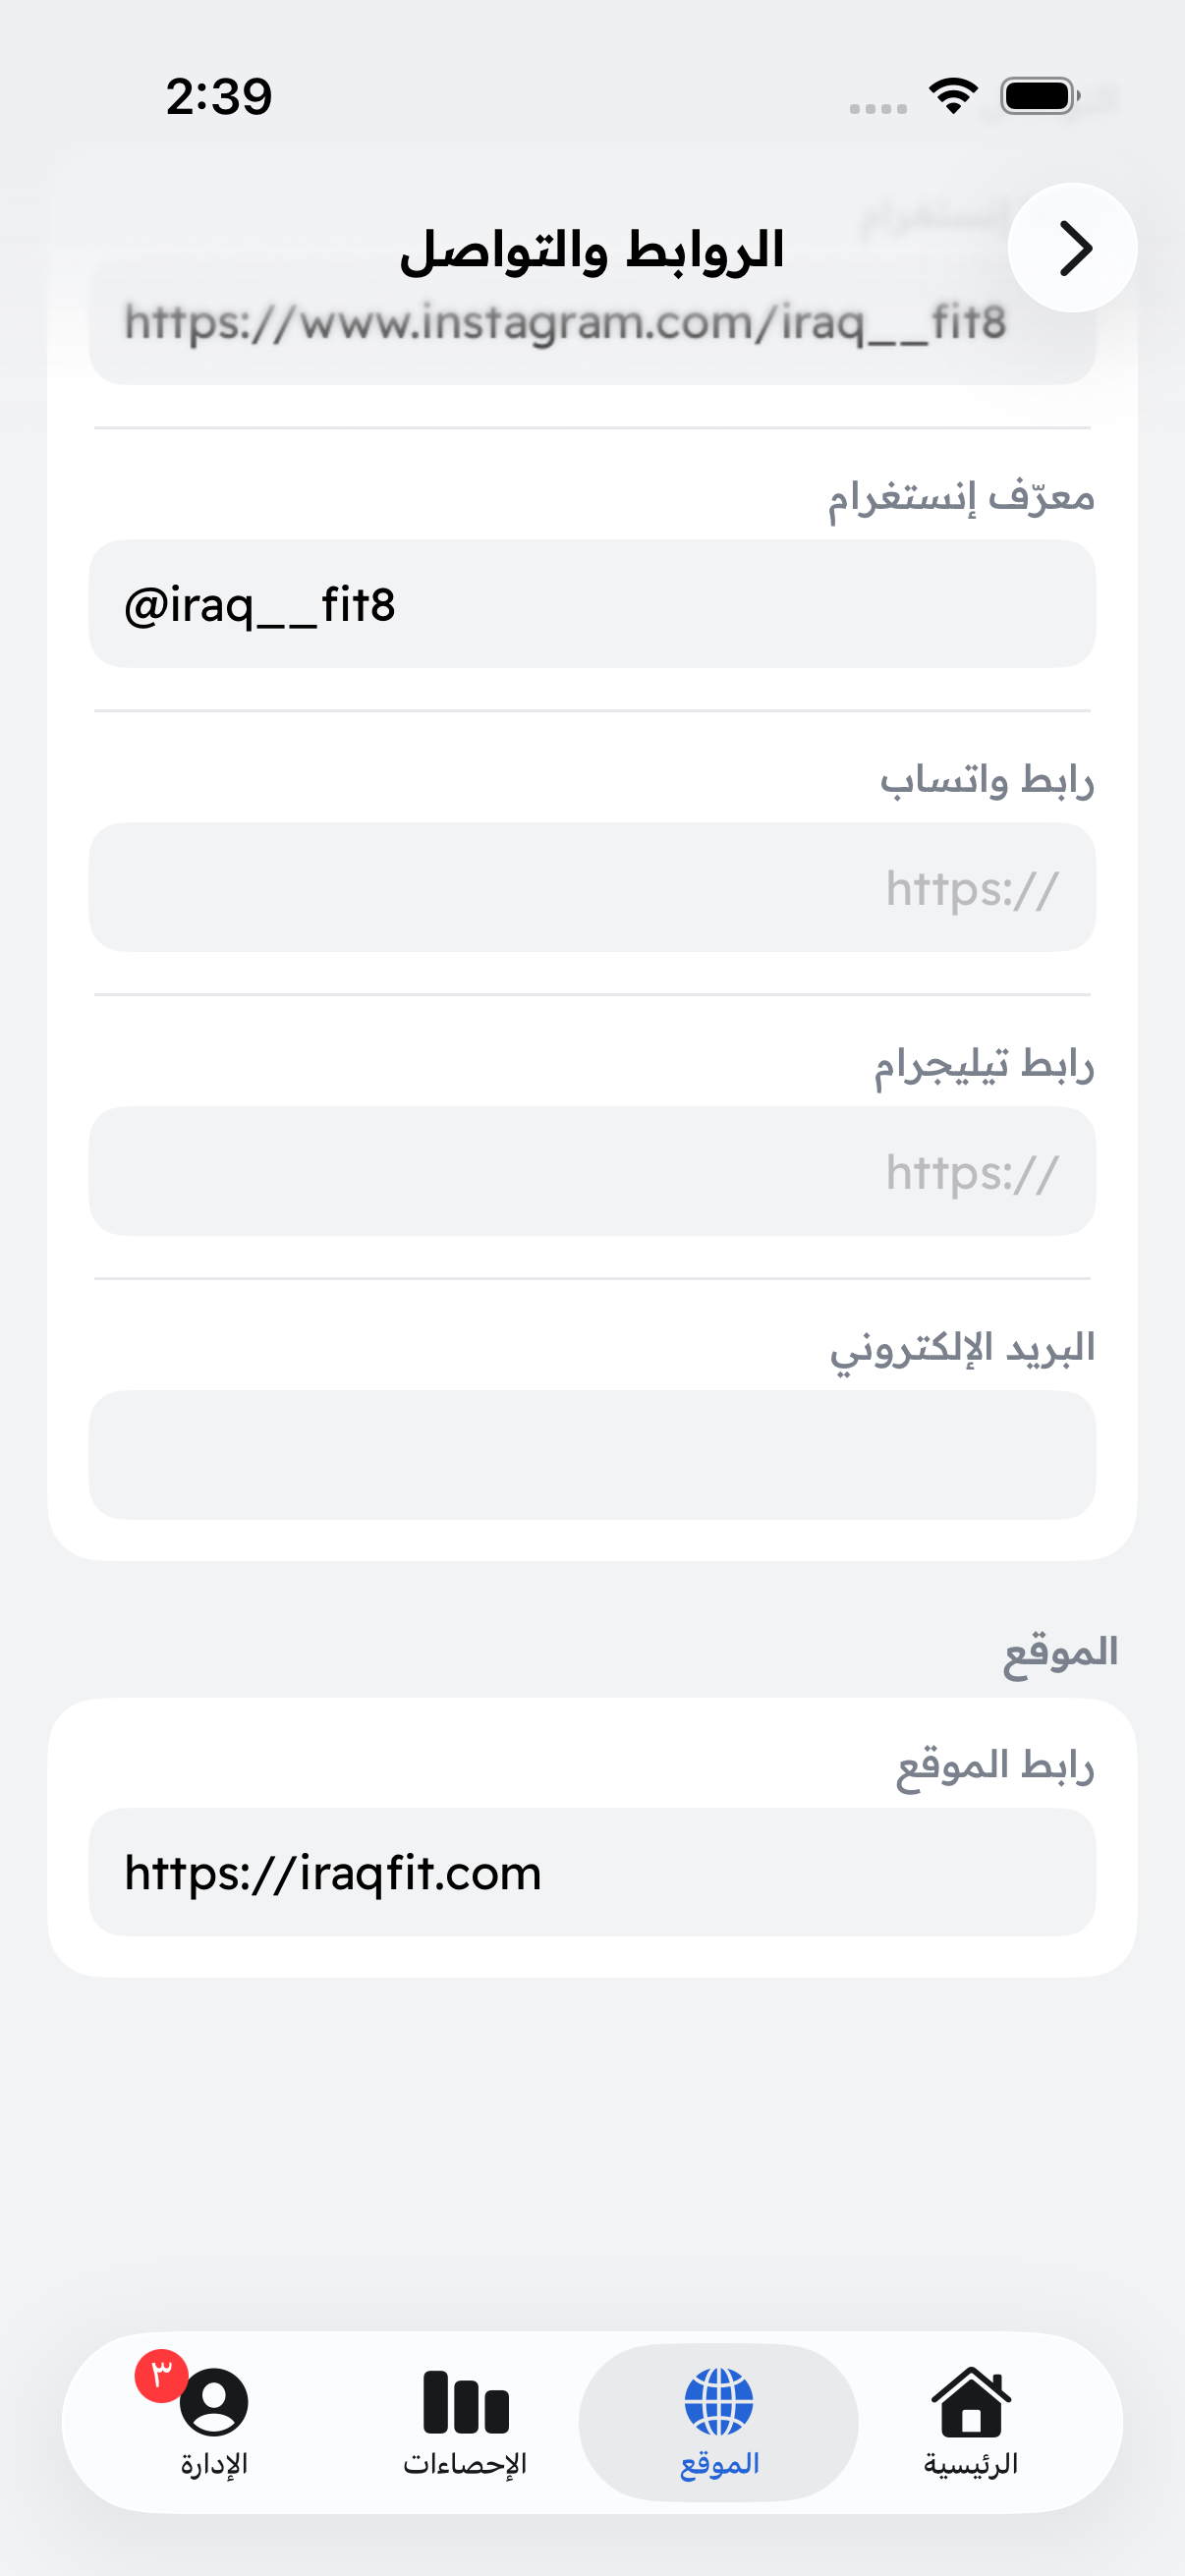 2:39
الروابط والتواصل
https://www.instagram.com/iraq__fit8
معرّف إنستغرام
@iraq__fit8
رابط واتساب
https://
رابط تيليجرام
https://
البريد الإلكتروني
الموقع
رابط الموقع
https://iraqfit.com
الرئيسية
الموقع
الإحصاءات
٣
الإدارة